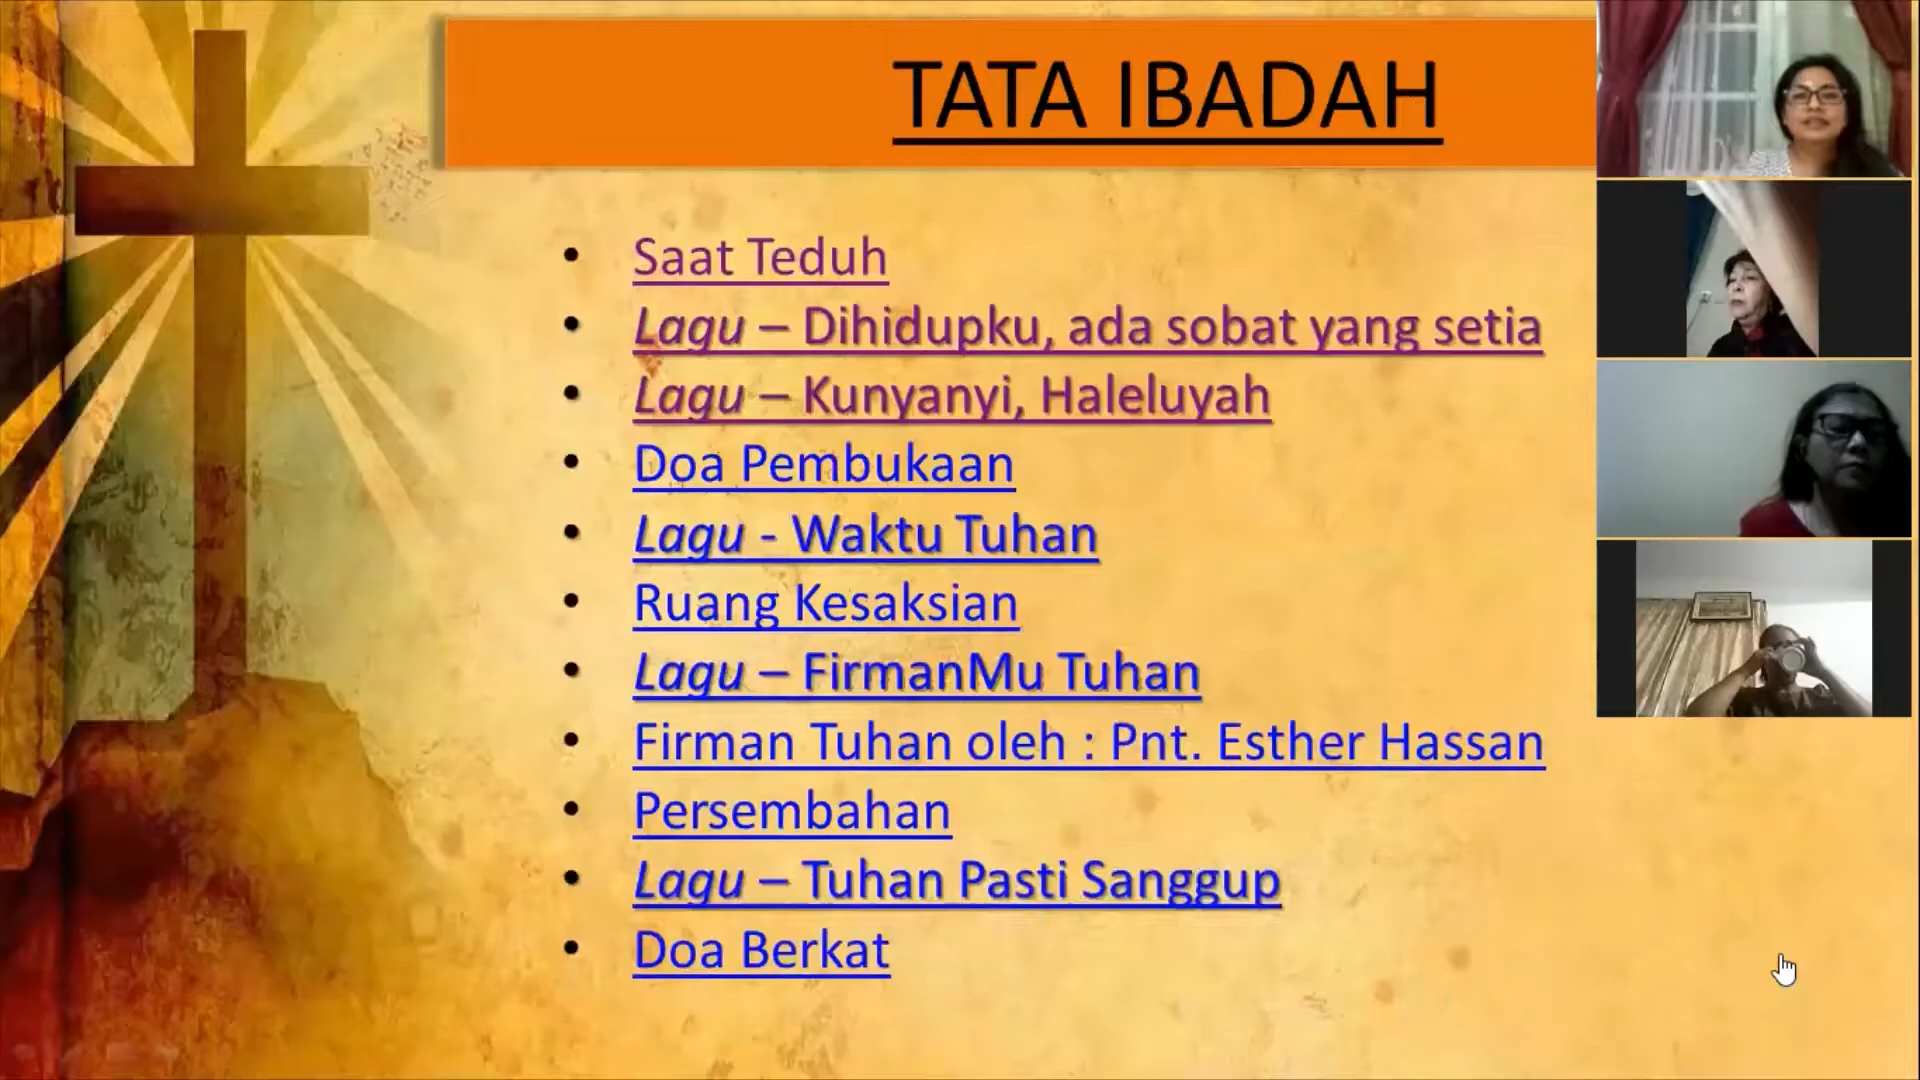 TATA IBADAH
• Saat Teduh
• Lagu – Dihidupku, ada sobat yang setia
• Lagu – Kunyanyi, Haleluyah
• Doa Pembukaan
• Lagu - Waktu Tuhan
• Ruang Kesaksian
• Lagu – FirmanMu Tuhan
• Firman Tuhan oleh : Pnt. Esther Hassan
• Persembahan
• Lagu – Tuhan Pasti Sanggup
• Doa Berkat